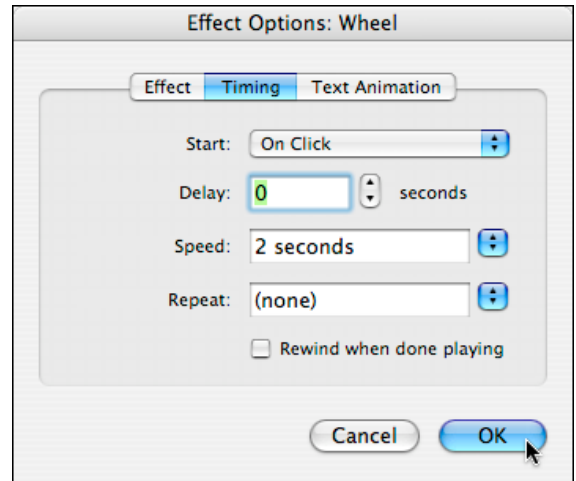 Effect Options: Wheel
Effect Timing Text Animation
Start: On Click
Delay: 0 seconds
Speed: 2 seconds
Repeat: (none)
Rewind when done playing
Cancel OK